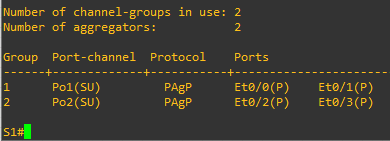 Number of channel-groups in use: 2
Number of aggregators:           2

Group  Port-channel  Protocol    Ports
------+-------------+-----------+-----------------------
1      Po1(SU)         PAgP      Et0/0(P)    Et0/1(P)
2      Po2(SU)         PAgP      Et0/2(P)    Et0/3(P)

S1#